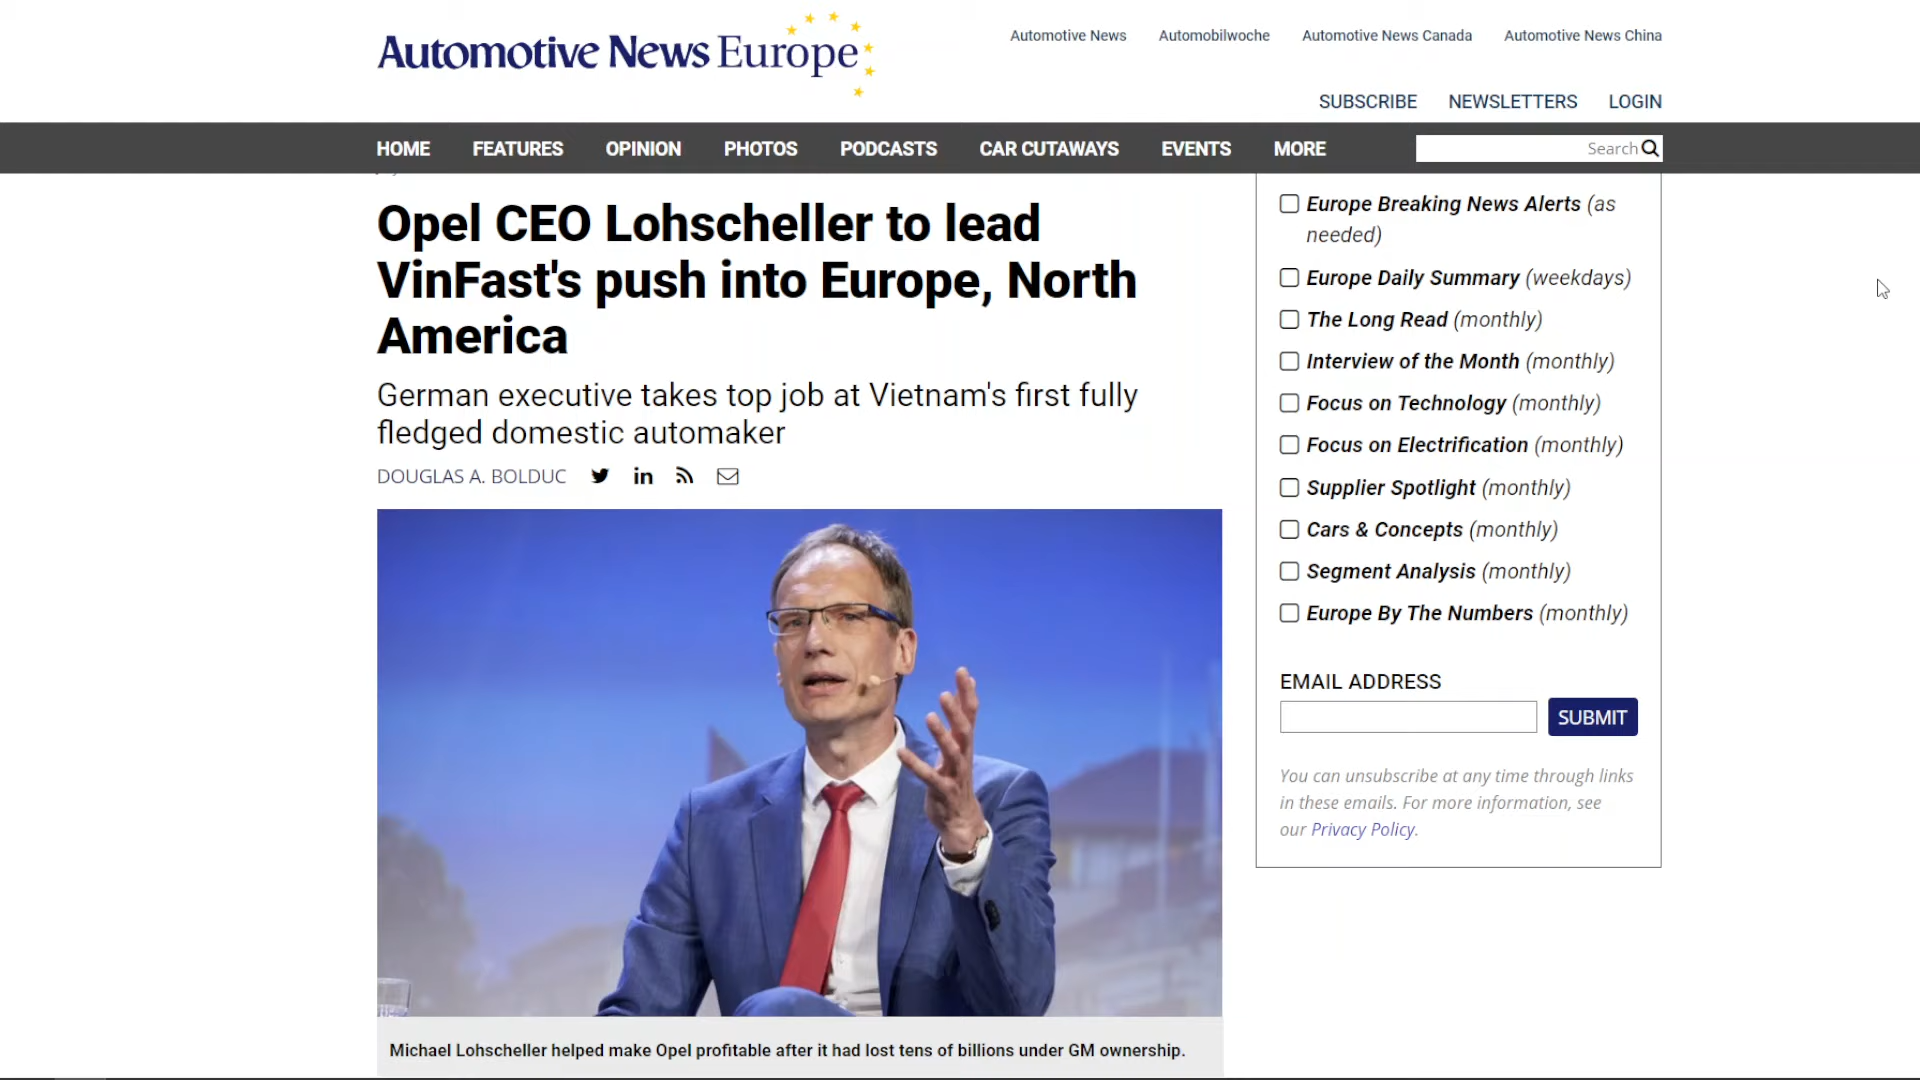 Automotive News Europe
Automotive News Automobilwoche Automotive News Canada Automotive News China
SUBSCRIBE NEWSLETTERS LOGIN
HOME FEATURES OPINION PHOTOS PODCASTS CAR CUTAWAYS EVENTS MORE Search
Opel CEO Lohscheller to lead
VinFast's push into Europe, North
America
German executive takes top job at Vietnam's first fully
fledged domestic automaker
DOUGLAS A. BOLDUC
Michael Lohscheller helped make Opel profitable after it had lost tens of billions under GM ownership.
Europe Breaking News Alerts (as
needed)
Europe Daily Summary (weekdays)
The Long Read (monthly)
Interview of the Month (monthly)
Focus on Technology (monthly)
Focus on Electrification (monthly)
Supplier Spotlight (monthly)
Cars & Concepts (monthly)
Segment Analysis (monthly)
Europe By The Numbers (monthly)
EMAIL ADDRESS
SUBMIT
You can unsubscribe at any time through links
in these emails. For more information, see
our Privacy Policy.